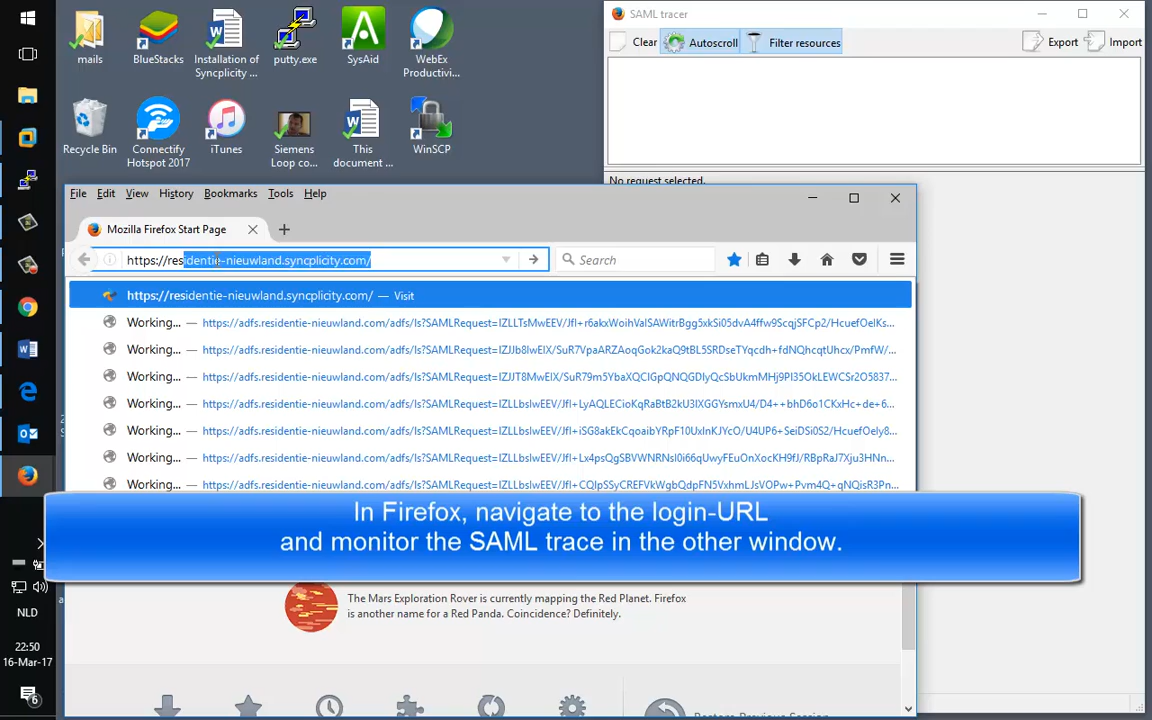 mails
BlueStacks
Installation of
Syncplicity ...
putty.exe
SysAid
WebEx
Productivi...
Recycle Bin
Connectify
Hotspot 2017
iTunes
Siemens
Loop co...
This
document ...
WinSCP
SAML tracer
Clear
Autoscroll
Filter resources
Export
Import
No request selected.
File Edit View History Bookmarks Tools Help
Mozilla Firefox Start Page
https://residentie-nieuwland.syncplicity.com/
Search
https://residentie-nieuwland.syncplicity.com/ — Visit
Working... —
Working... —
Working... —
Working... —
Working... —
Working... —
Working... —
In Firefox, navigate to the login-URL
and monitor the SAML trace in the other window.
The Mars Exploration Rover is currently mapping the Red Planet. Firefox
is another name for a Red Panda. Coincidence? Definitely.
Restore Previous Session
NLD
22:50
16-Mar-17
6